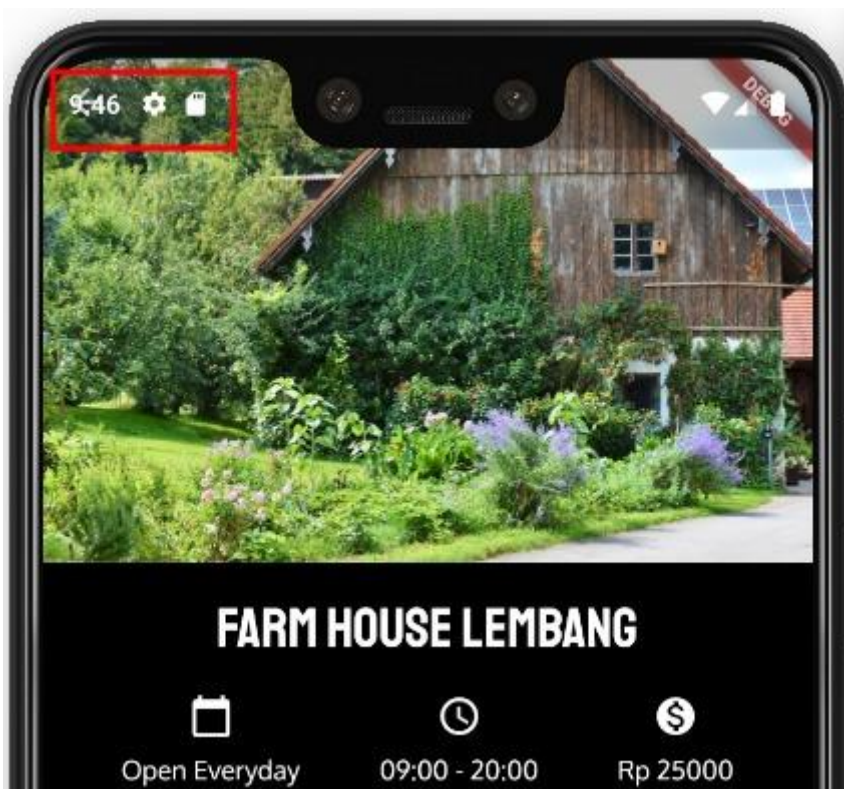 9:46
DEBUG
FARM HOUSE LEMBANG
Open Everyday
09:00 - 20:00
Rp 25000